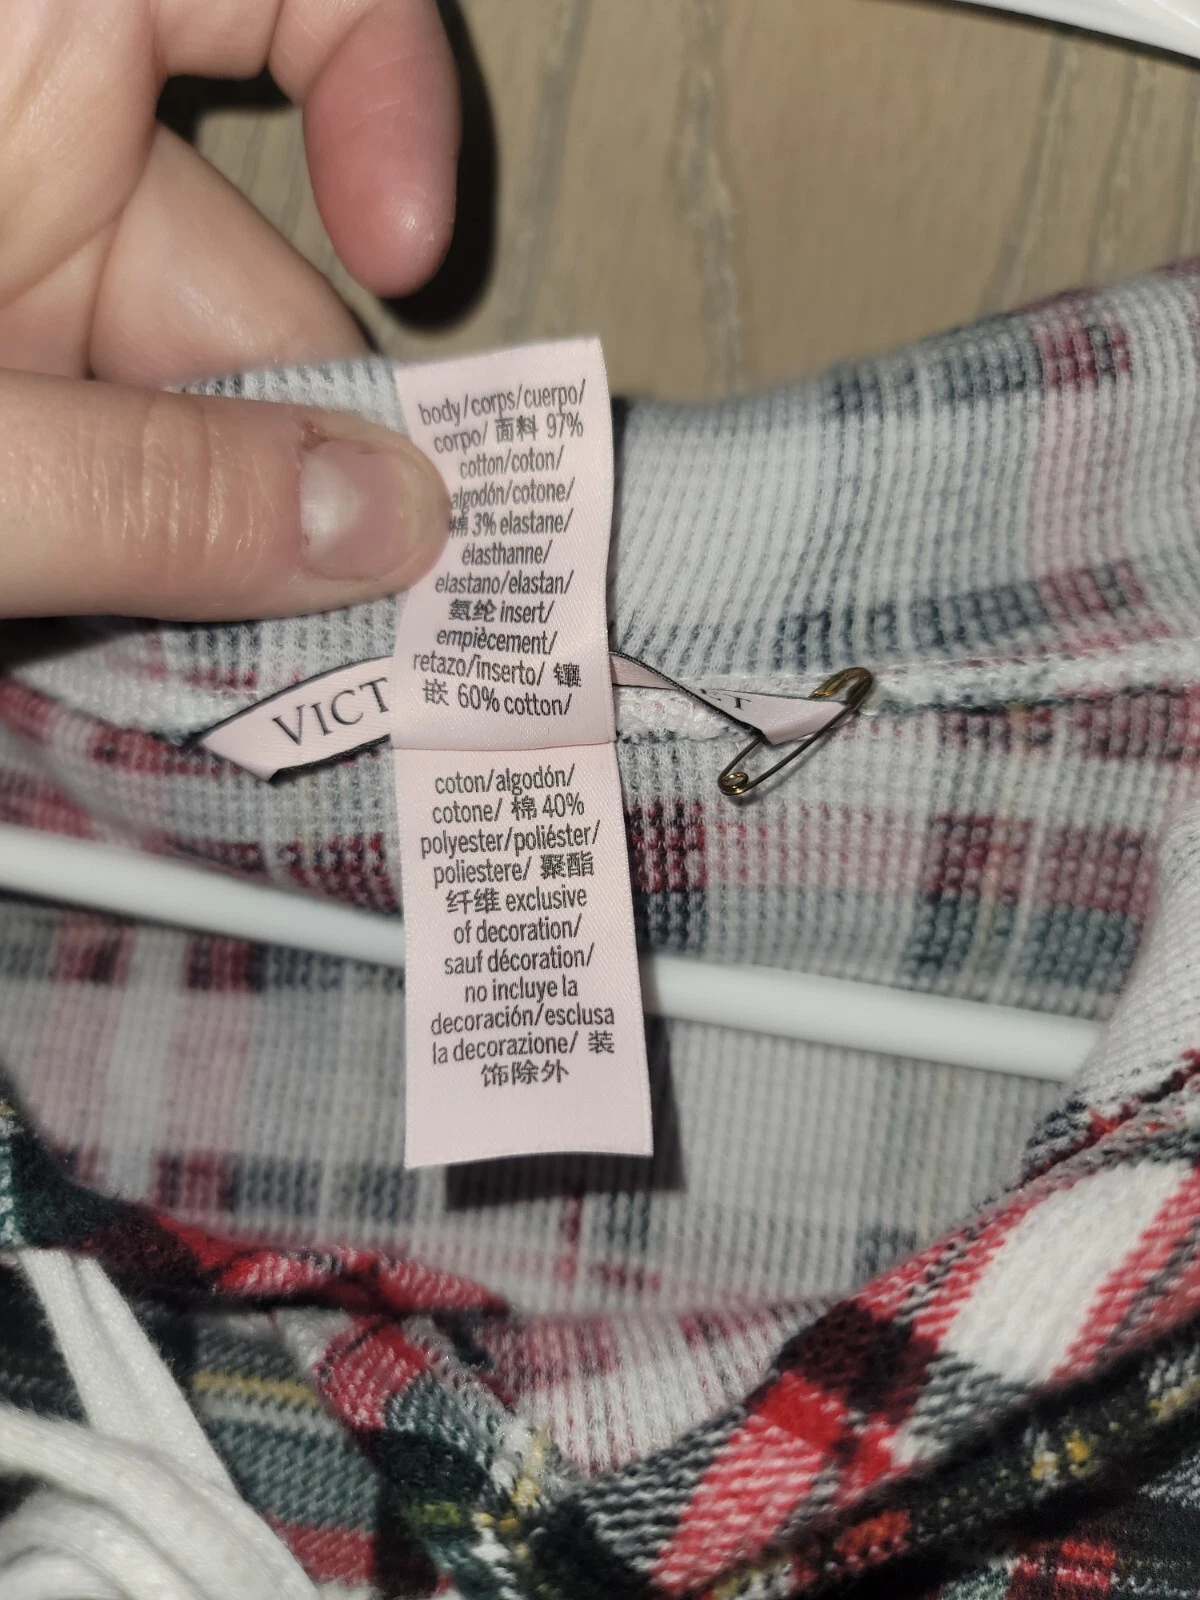 body/corps/cuerpo/
corpo/ 面料 97%
cotton/coton/
algodón/cotone/
棉 3% elastane/
élasthanne/
elastano/elastan/
氨纶 insert/
empiècement/
retazo/inserto/ 镶
嵌 60% cotton/
coton/algodón/
cotone/ 棉 40%
polyester/poliéster/
poliestere/ 聚酯
纤维 exclusive
of decoration/
sauf décoration/
no incluye la
decoración/esclusa
la decorazione/ 装
饰除外
VICT